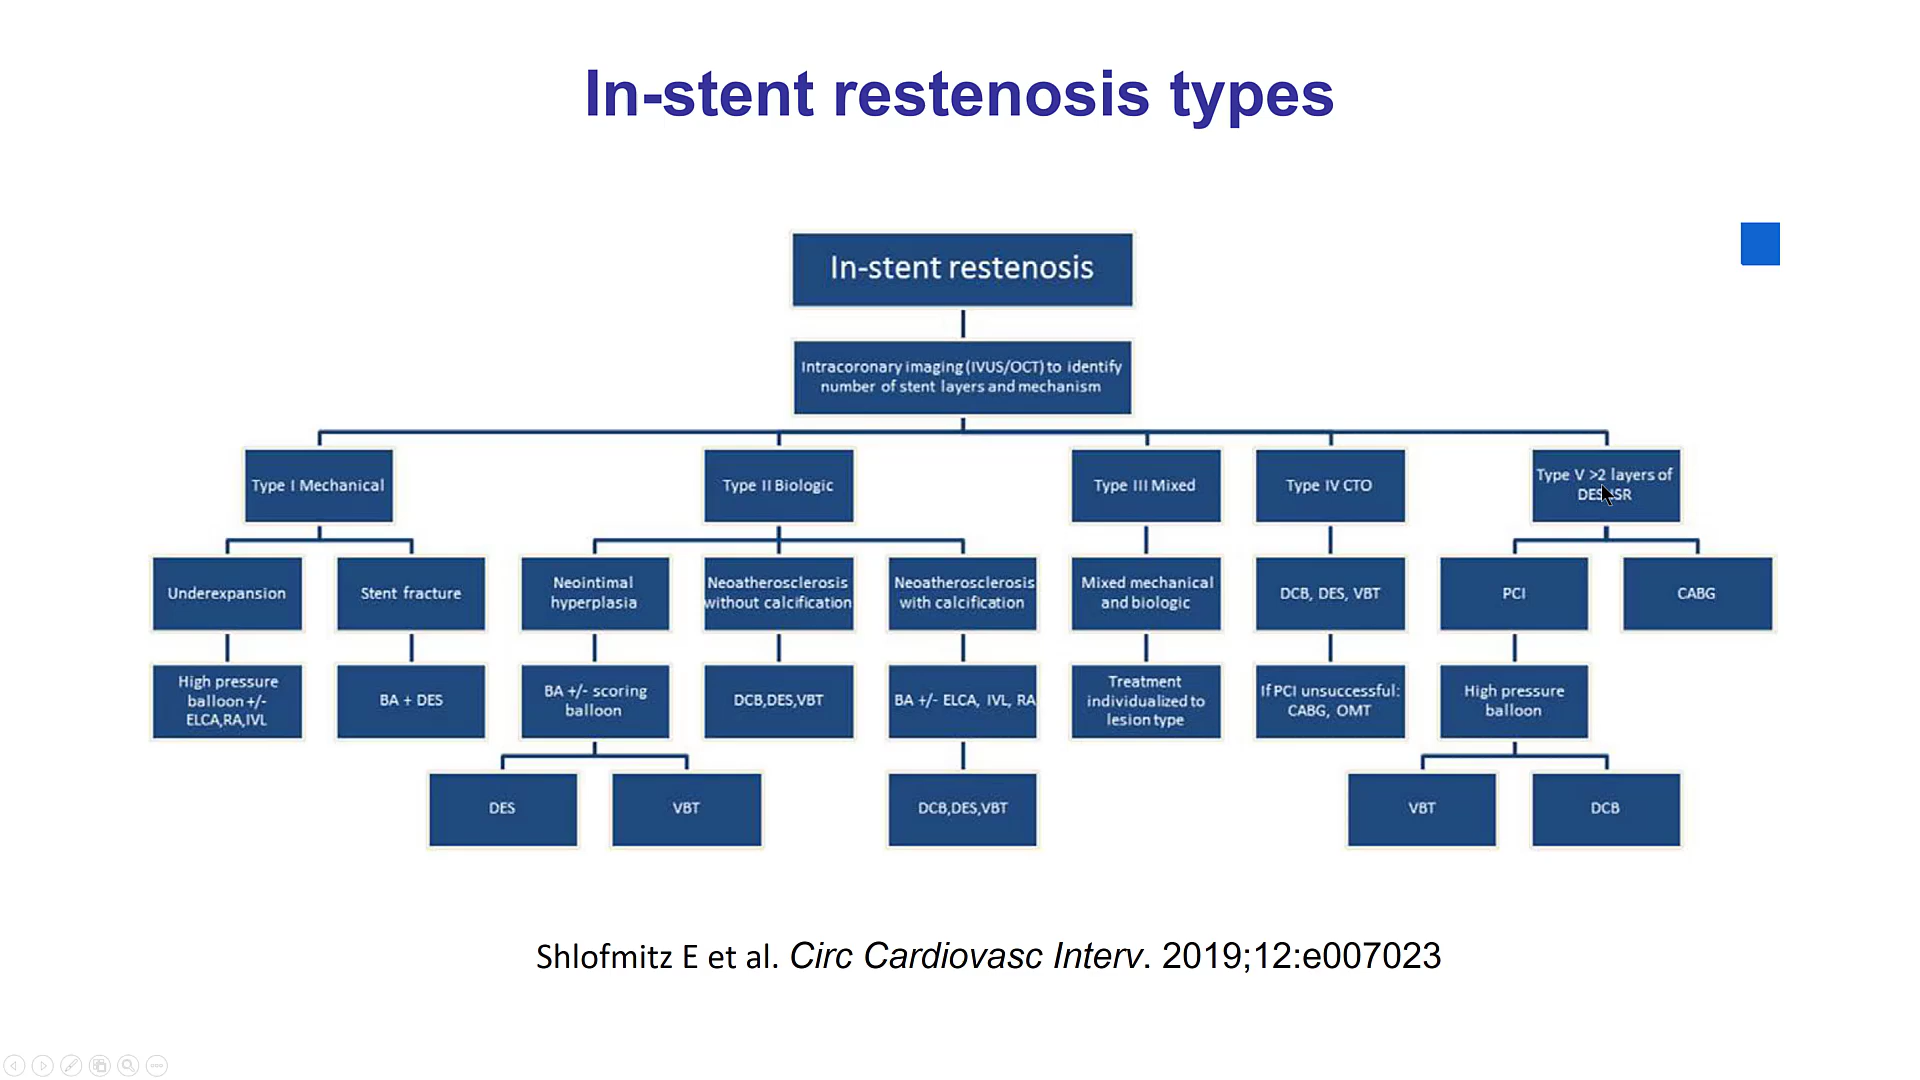 In-stent restenosis types
In-stent restenosis
Intracoronary imaging (IVUS/OCT) to identify
number of stent layers and mechanism
Type I Mechanical
Type II Biologic
Type III Mixed
Type IV CTO
Type V >2 layers of
DES ISR
Underexpansion
Stent fracture
Neointimal
hyperplasia
Neoatherosclerosis
without calcification
Neoatherosclerosis
with calcification
Mixed mechanical
and biologic
DCB, DES, VBT
PCI
CABG
High pressure
balloon +/-
ELCA,RA,IVL
BA + DES
BA +/- scoring
balloon
DCB,DES,VBT
BA +/- ELCA, IVL, RA
Treatment
individualized to
lesion type
If PCI unsuccessful:
CABG, OMT
High pressure
balloon
DES
VBT
DCB,DES,VBT
VBT
DCB
Shlofmitz E et al. Circ Cardiovasc Interv. 2019;12:e007023